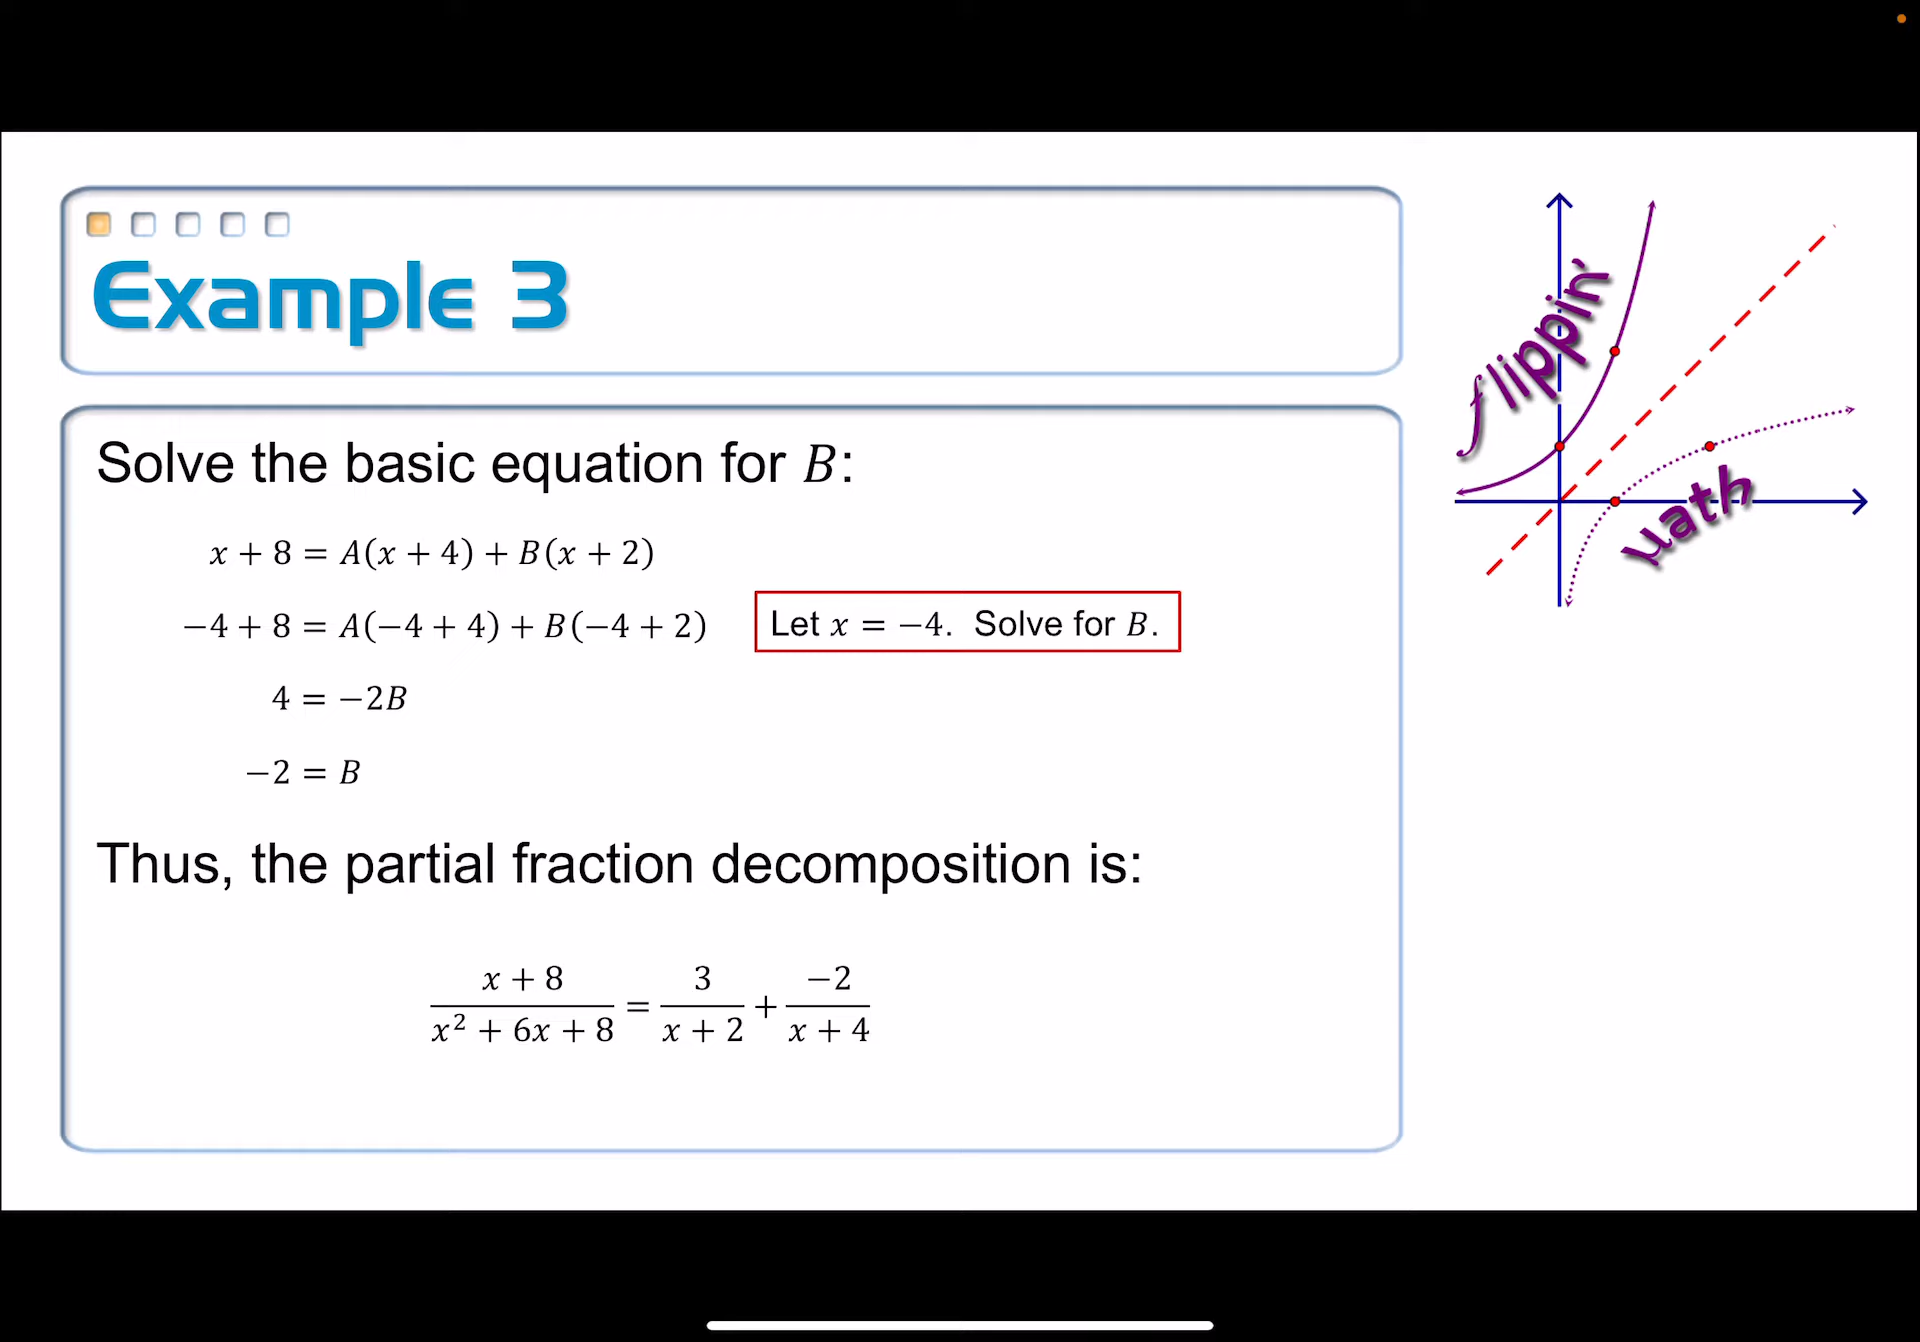 Example 3
flippin'
math
Solve the basic equation for B:
x + 8 = A(x + 4) + B(x + 2)
−4 + 8 = A(−4 + 4) + B(−4 + 2)
Let x = −4. Solve for B.
4 = −2B
−2 = B
Thus, the partial fraction decomposition is:
x + 8 / x² + 6x + 8 = 3 / x + 2 + −2 / x + 4